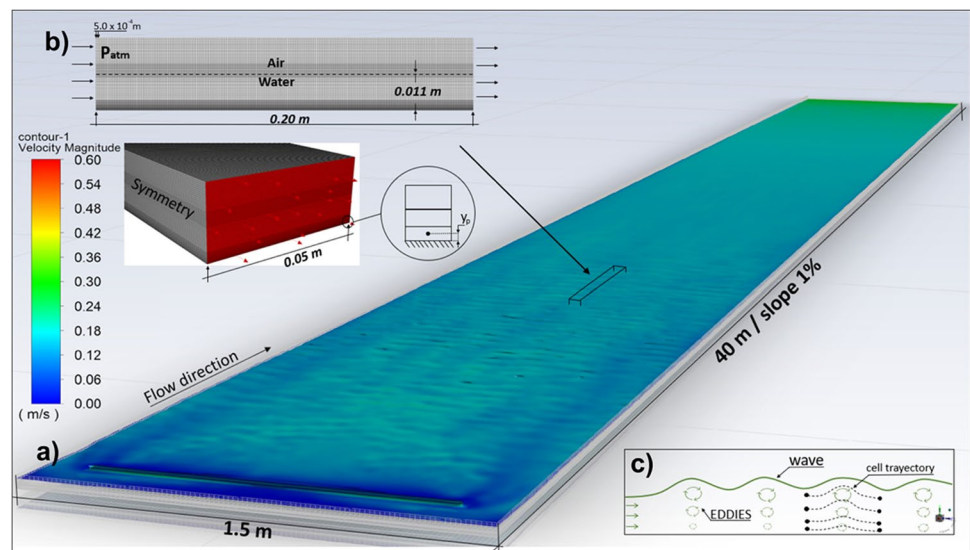 5.0 x 10⁻⁴m
b)
Patm
Air
Water
0.011 m
0.20 m
contour-1
Velocity Magnitude
0.60
0.54
0.48
0.42
0.36
0.30
0.24
0.18
0.12
0.06
0.00
( m/s )
Symmetry
0.05 m
yp
Flow direction
40 m / slope 1%
a)
1.5 m
c)
wave
cell trajectory
EDDIES